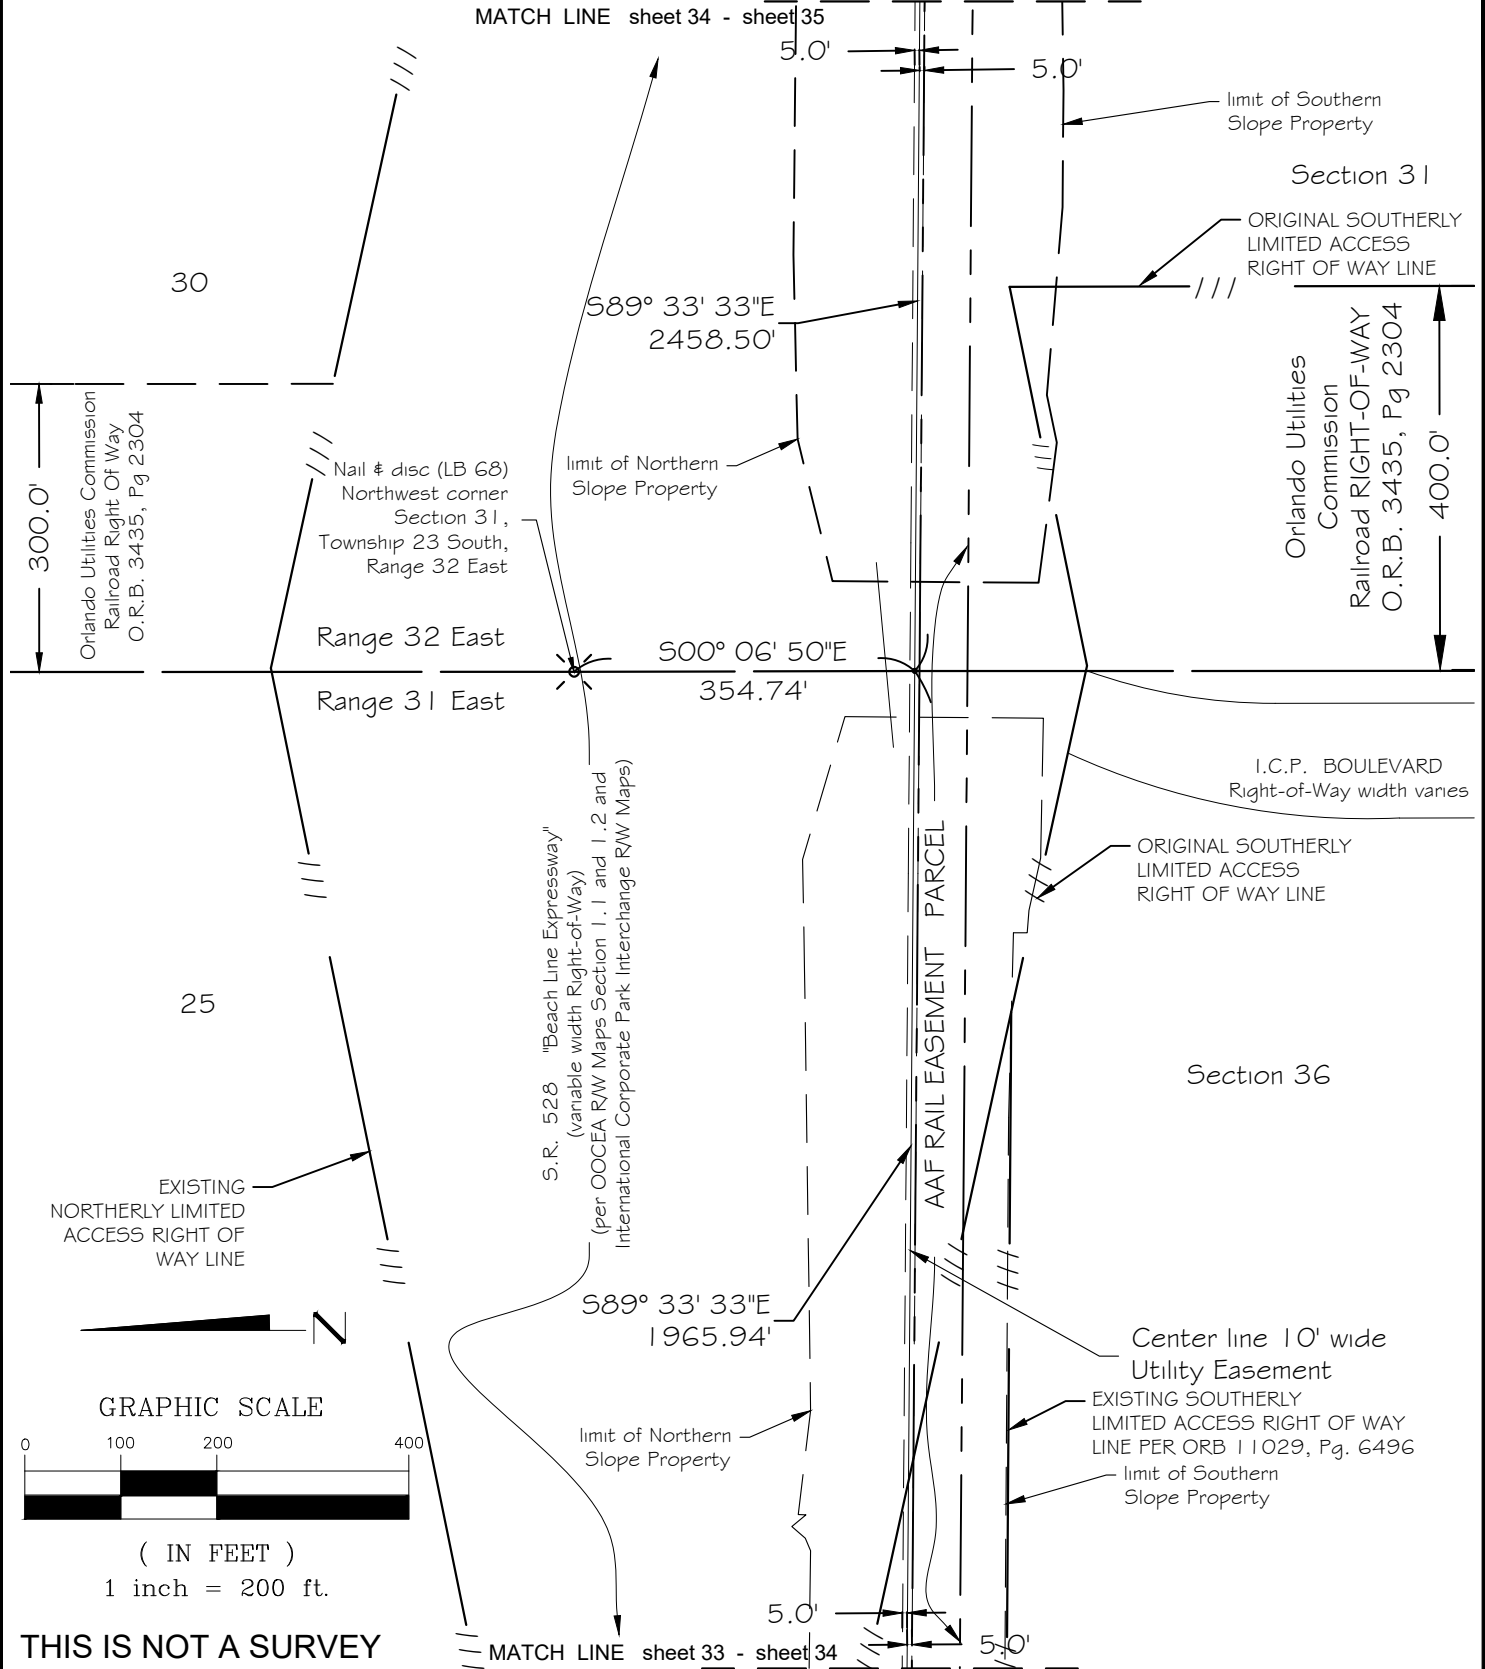 MATCH LINE sheet 34 - sheet 35
5.0'
5.0'
limit of Southern
Slope Property
Section 31
ORIGINAL SOUTHERLY
LIMITED ACCESS
RIGHT OF WAY LINE
30
S89° 33' 33"E
2458.50'
300.0'
Orlando Utilities Commission
Railroad Right Of Way
O.R.B. 3435, Pg 2304
Nail & disc (LB 68)
Northwest corner
Section 31,
Township 23 South,
Range 32 East
limit of Northern
Slope Property
Orlando Utilities
Commission
Railroad RIGHT-OF-WAY
O.R.B. 3435, Pg 2304
400.0'
Range 32 East
S00° 06' 50"E
354.74'
Range 31 East
I.C.P. BOULEVARD
Right-of-Way width varies
ORIGINAL SOUTHERLY
LIMITED ACCESS
RIGHT OF WAY LINE
S.R. 528 "Beach Line Expressway"
(variable width Right-of-Way)
(per OOCEA R/W Maps Section 1.1 and 1.2 and
International Corporate Park Interchange R/W Maps)
AAF RAIL EASEMENT PARCEL
25
Section 36
EXISTING
NORTHERLY LIMITED
ACCESS RIGHT OF
WAY LINE
N
S89° 33' 33"E
1965.94'
Center line 10' wide
Utility Easement
EXISTING SOUTHERLY
LIMITED ACCESS RIGHT OF WAY
LINE PER ORB 11029, Pg. 6496
limit of Southern
Slope Property
limit of Northern
Slope Property
GRAPHIC SCALE
0 100 200 400
( IN FEET )
1 inch = 200 ft.
5.0'
5.0'
THIS IS NOT A SURVEY
MATCH LINE sheet 33 - sheet 34